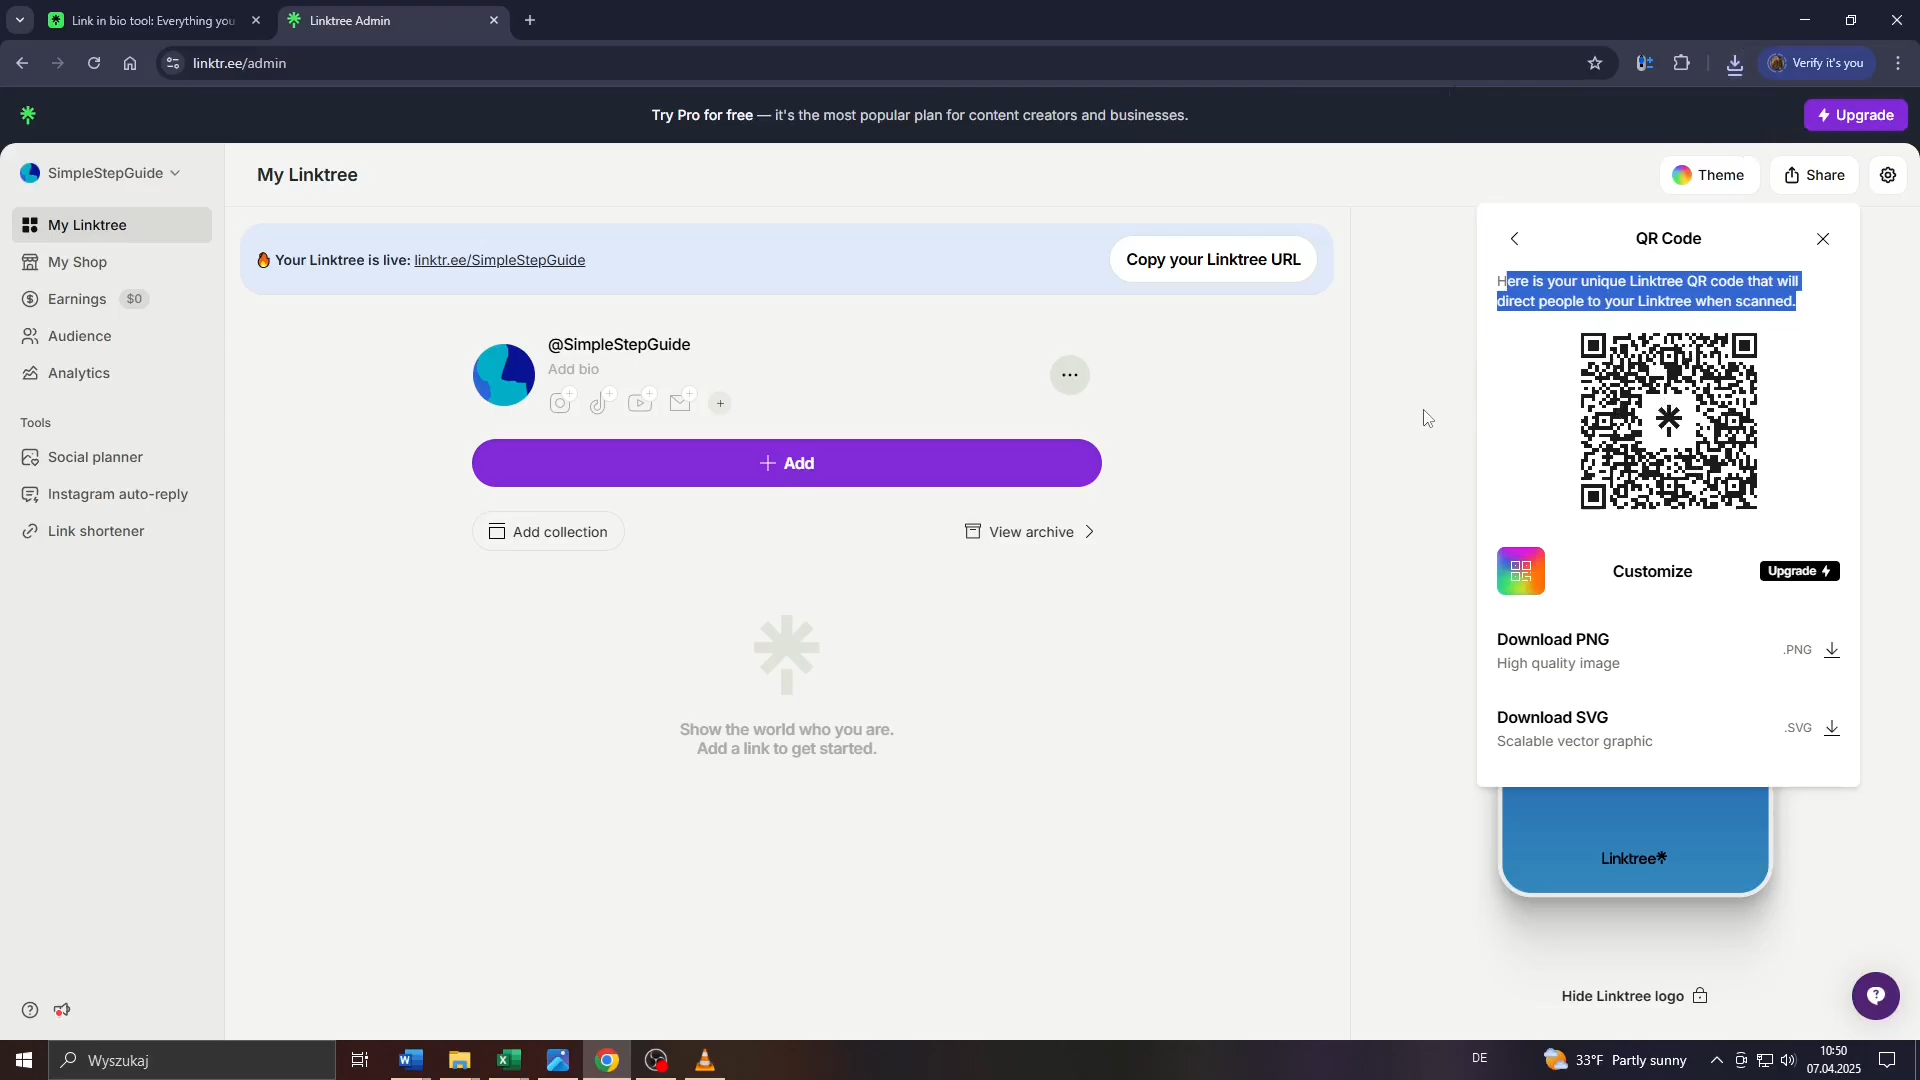 Link in bio tool: Everything you
Linktree Admin
linktr.ee/admin
Verify it's you
Try Pro for free — it's the most popular plan for content creators and businesses.
Upgrade
SimpleStepGuide
My Linktree
Theme
Share
My Linktree
My Shop
Earnings $0
Audience
Analytics
Tools
Social planner
Instagram auto-reply
Link shortener
Your Linktree is live: linktr.ee/SimpleStepGuide
Copy your Linktree URL
@SimpleStepGuide
Add bio
Add
Add collection
View archive
Show the world who you are.
Add a link to get started.
QR Code
Here is your unique Linktree QR code that will
direct people to your Linktree when scanned.
Customize
Upgrade
Download PNG
High quality image
.PNG
Download SVG
Scalable vector graphic
.SVG
Linktree
Hide Linktree logo
Wyszukaj
DE
33°F Partly sunny
10:50
07.04.2025